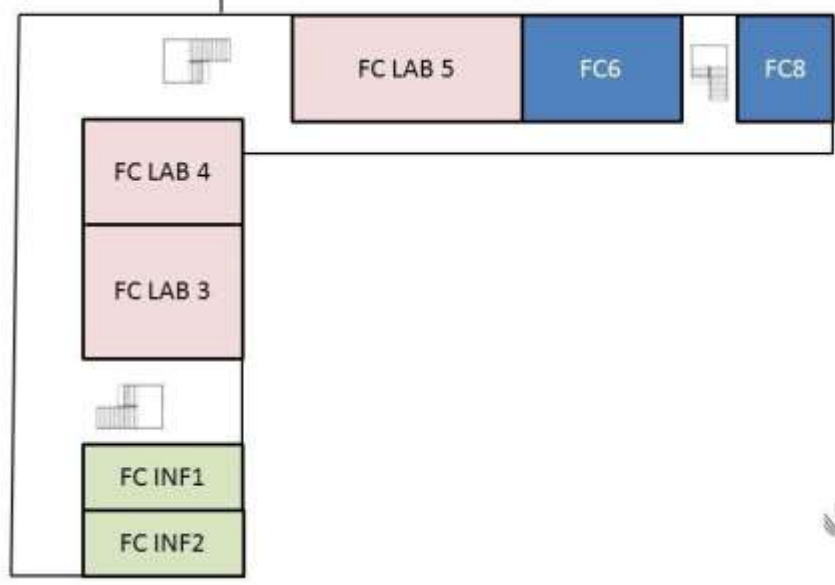 FC LAB 5
FC6
FC8
FC LAB 4
FC LAB 3
FC INF1
FC INF2